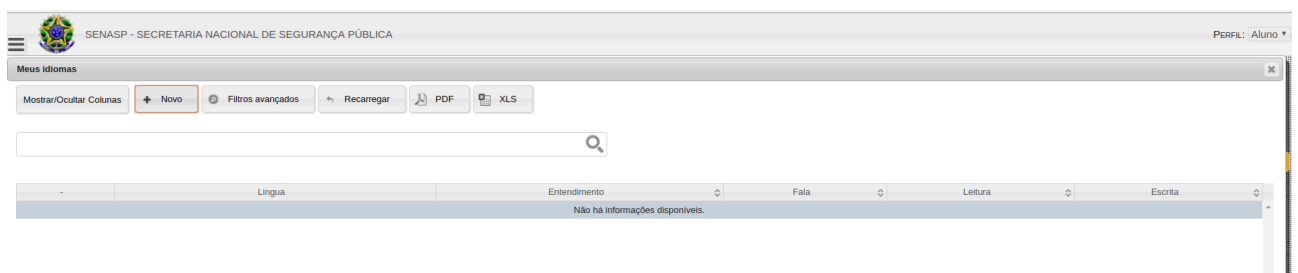 SENASP - SECRETARIA NACIONAL DE SEGURANÇA PÚBLICA PERFIL: Aluno
Meus idiomas
Mostrar/Ocultar Colunas Novo Filtros avançados Recarregar PDF XLS
- Lingua Entendimento Fala Leitura Escrita
Não há informações disponíveis.